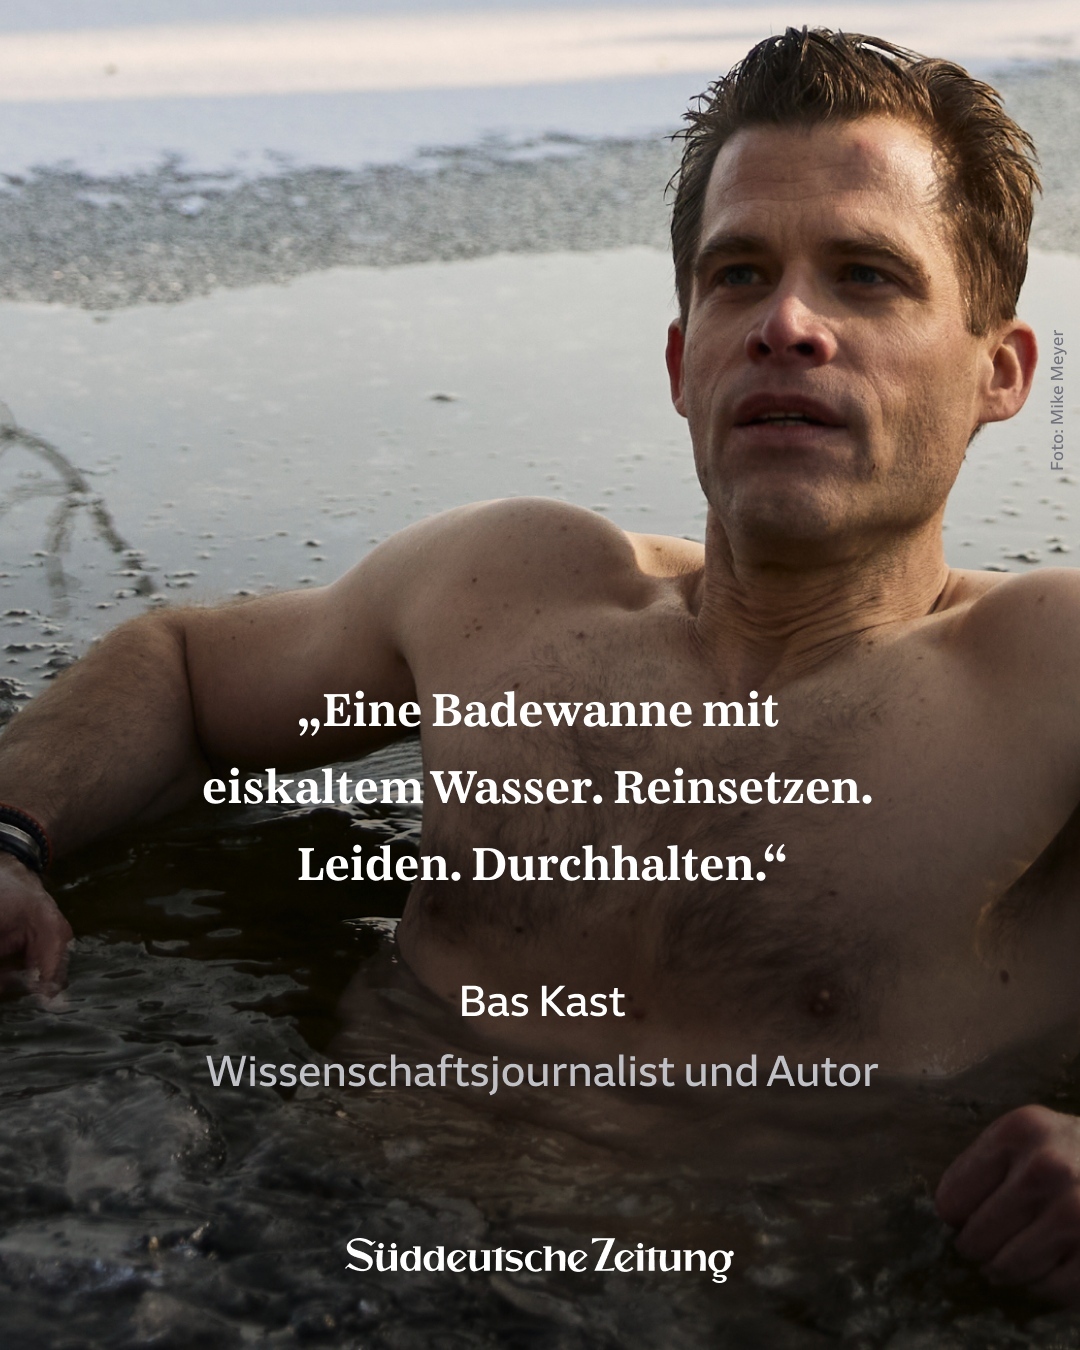 „Eine Badewanne mit
eiskaltem Wasser. Reinsetzen.
Leiden. Durchhalten.“
Bas Kast
Wissenschaftsjournalist und Autor
Süddeutsche Zeitung
Foto: Mike Meyer